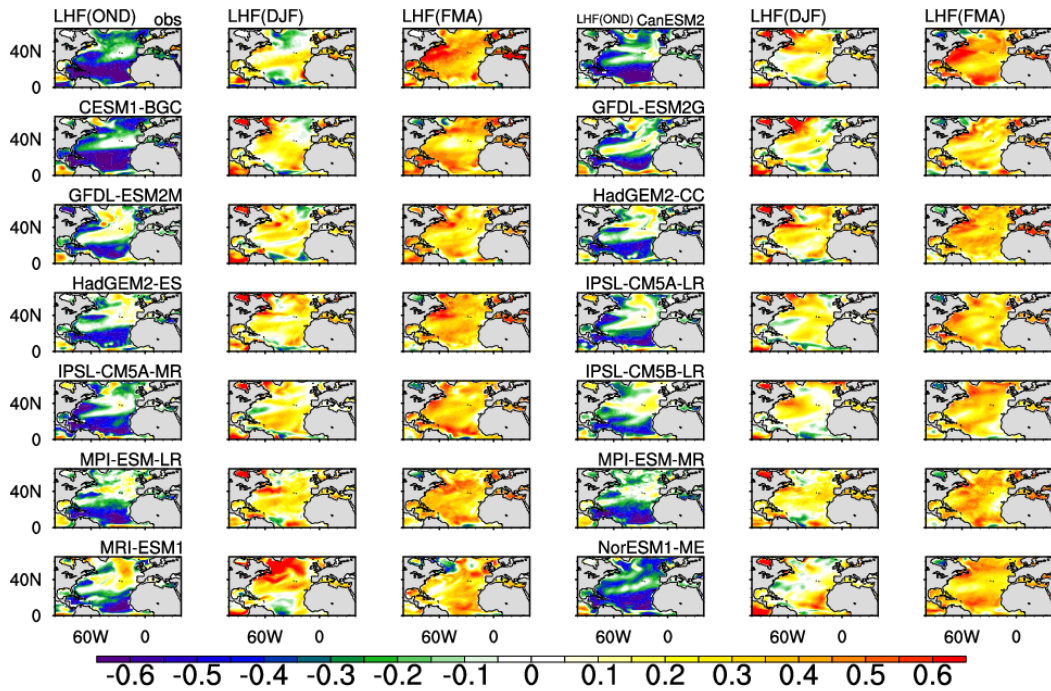 LHF(OND) obs LHF(DJF) LHF(FMA) LHF(OND) CanESM2 LHF(DJF) LHF(FMA)
40N
0
CESM1-BGC GFDL-ESM2G
40N
0
GFDL-ESM2M HadGEM2-CC
40N
0
HadGEM2-ES IPSL-CM5A-LR
40N
0
IPSL-CM5A-MR IPSL-CM5B-LR
40N
0
MPI-ESM-LR MPI-ESM-MR
40N
0
MRI-ESM1 NorESM1-ME
40N
0
60W 0 60W 0 60W 0 60W 0 60W 0 60W 0
-0.6 -0.5 -0.4 -0.3 -0.2 -0.1 0 0.1 0.2 0.3 0.4 0.5 0.6